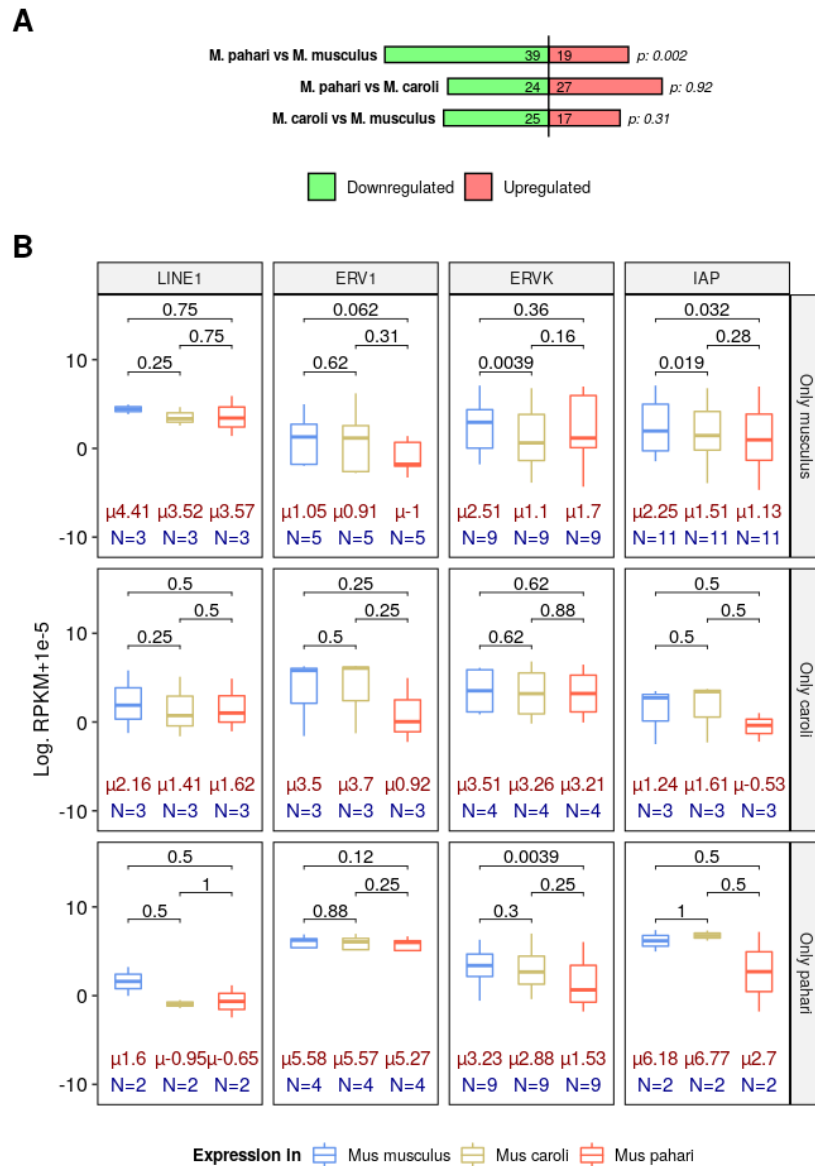 A
M. pahari vs M. musculus 39 19 p: 0.002
M. pahari vs M. caroli 24 27 p: 0.92
M. caroli vs M. musculus 25 17 p: 0.31
Downregulated Upregulated
B
LINE1 ERV1 ERVK IAP
0.75 0.062 0.36 0.032
0.75 0.31 0.16 0.28
0.25 0.62 0.0039 0.019
10
0
µ4.41 µ3.52 µ3.57 µ1.05 µ0.91 µ-1 µ2.51 µ1.1 µ1.7 µ2.25 µ1.51 µ1.13
-10 N=3 N=3 N=3 N=5 N=5 N=5 N=9 N=9 N=9 N=11 N=11 N=11
Only musculus
0.5 0.25 0.62 0.5
0.5 0.25 0.88 0.5
0.25 0.5 0.62 0.5
10
0
µ2.16 µ1.41 µ1.62 µ3.5 µ3.7 µ0.92 µ3.51 µ3.26 µ3.21 µ1.24 µ1.61 µ-0.53
-10 N=3 N=3 N=3 N=3 N=3 N=3 N=4 N=4 N=4 N=3 N=3 N=3
Only caroli
Log. RPKM+1e-5
0.5 0.12 0.0039 0.5
1 0.25 0.25 0.5
0.5 0.88 0.3 1
10
0
µ1.6 µ-0.95 µ-0.65 µ5.58 µ5.57 µ5.27 µ3.23 µ2.88 µ1.53 µ6.18 µ6.77 µ2.7
-10 N=2 N=2 N=2 N=4 N=4 N=4 N=9 N=9 N=9 N=2 N=2 N=2
Only pahari
Expression in Mus musculus Mus caroli Mus pahari